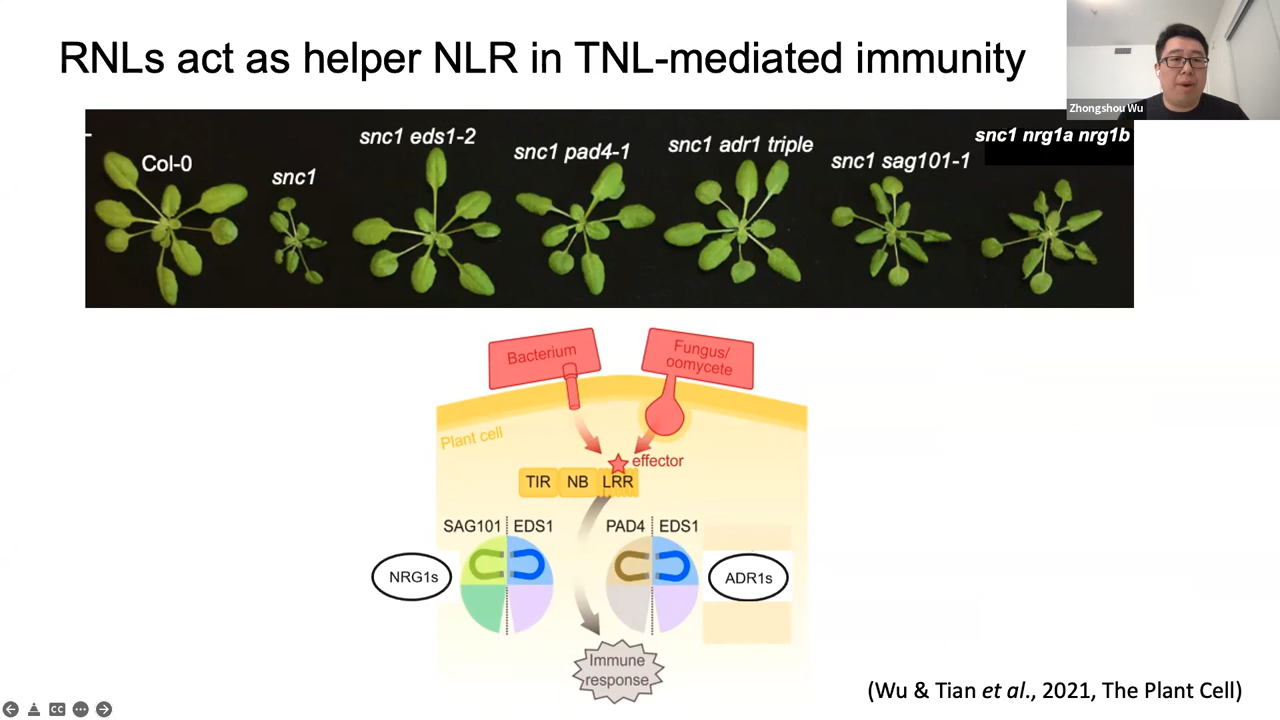 RNLs act as helper NLR in TNL-mediated immunity
Zhongshou Wu
Col-0
snc1
snc1 eds1-2
snc1 pad4-1
snc1 adr1 triple
snc1 sag101-1
snc1 nrg1a nrg1b
Bacterium
Fungus/
oomycete
Plant cell
effector
TIR NB LRR
SAG101 EDS1
PAD4 EDS1
NRG1s
ADR1s
Immune
response
(Wu & Tian et al., 2021, The Plant Cell)
CC